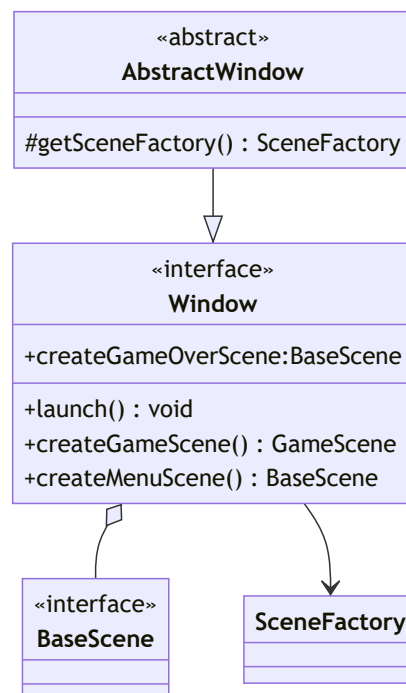 «abstract»
AbstractWindow
#getSceneFactory() : SceneFactory
«interface»
Window
+createGameOverScene:BaseScene
+launch() : void
+createGameScene() : GameScene
+createMenuScene() : BaseScene
«interface»
BaseScene
SceneFactory